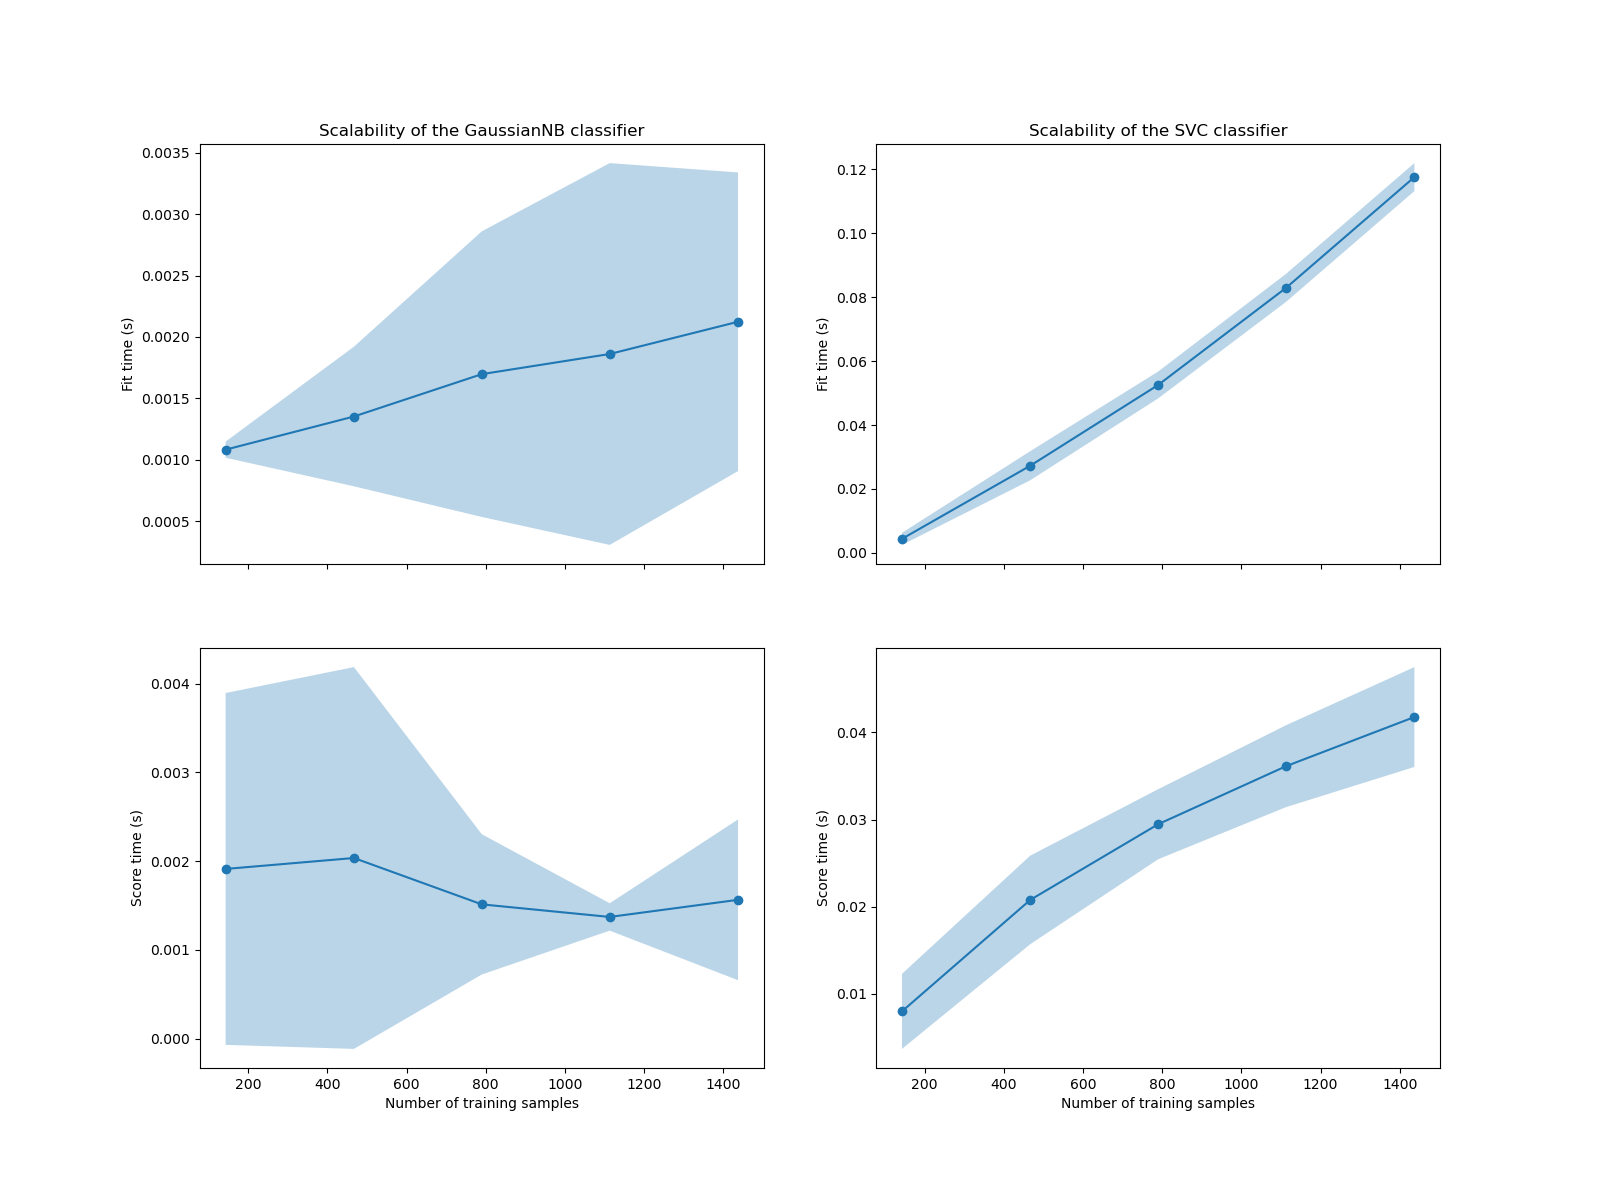 Scalability of the GaussianNB classifier
0.0035
0.0030
0.0025
0.0020
0.0015
0.0010
0.0005
Fit time (s)
Scalability of the SVC classifier
0.12
0.10
0.08
0.06
0.04
0.02
0.00
Fit time (s)
0.004
0.003
0.002
0.001
0.000
Score time (s)
200 400 600 800 1000 1200 1400
Number of training samples
0.04
0.03
0.02
0.01
Score time (s)
200 400 600 800 1000 1200 1400
Number of training samples